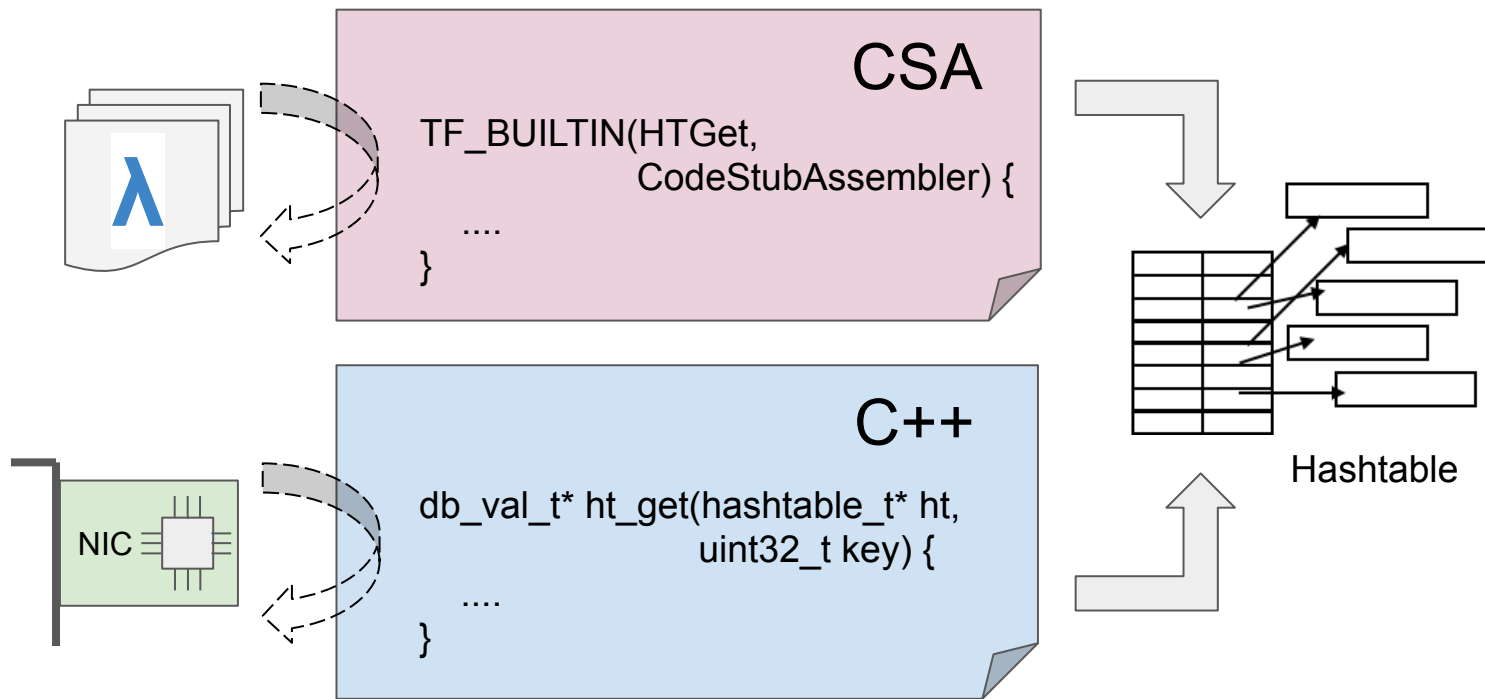 CSA
TF_BUILTIN(HTGet,
CodeStubAssembler) {
....
}
λ
C++
db_val_t* ht_get(hashtable_t* ht,
uint32_t key) {
....
}
NIC
Hashtable